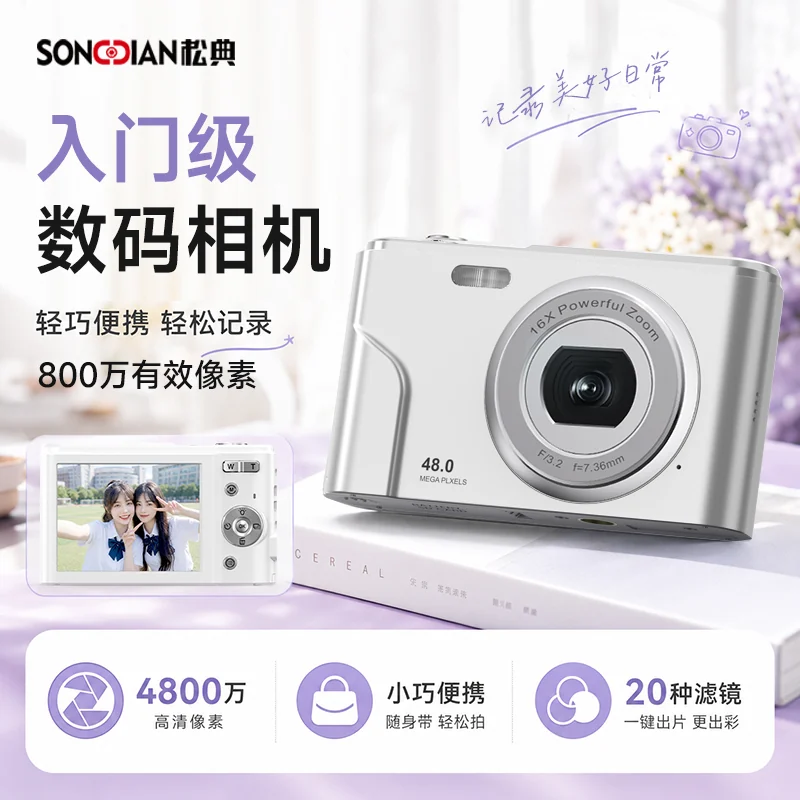 SONGDIAN松典
记录美好日常
入门级
数码相机
轻巧便携 轻松记录
800万有效像素
16X Powerful Zoom
F/3.2 f=7.36mm
48.0
MEGA PLXELS
W T
OK
CEREAL
4800万
高清像素
小巧便携
随身带 轻松拍
20种滤镜
一键出片 更出彩